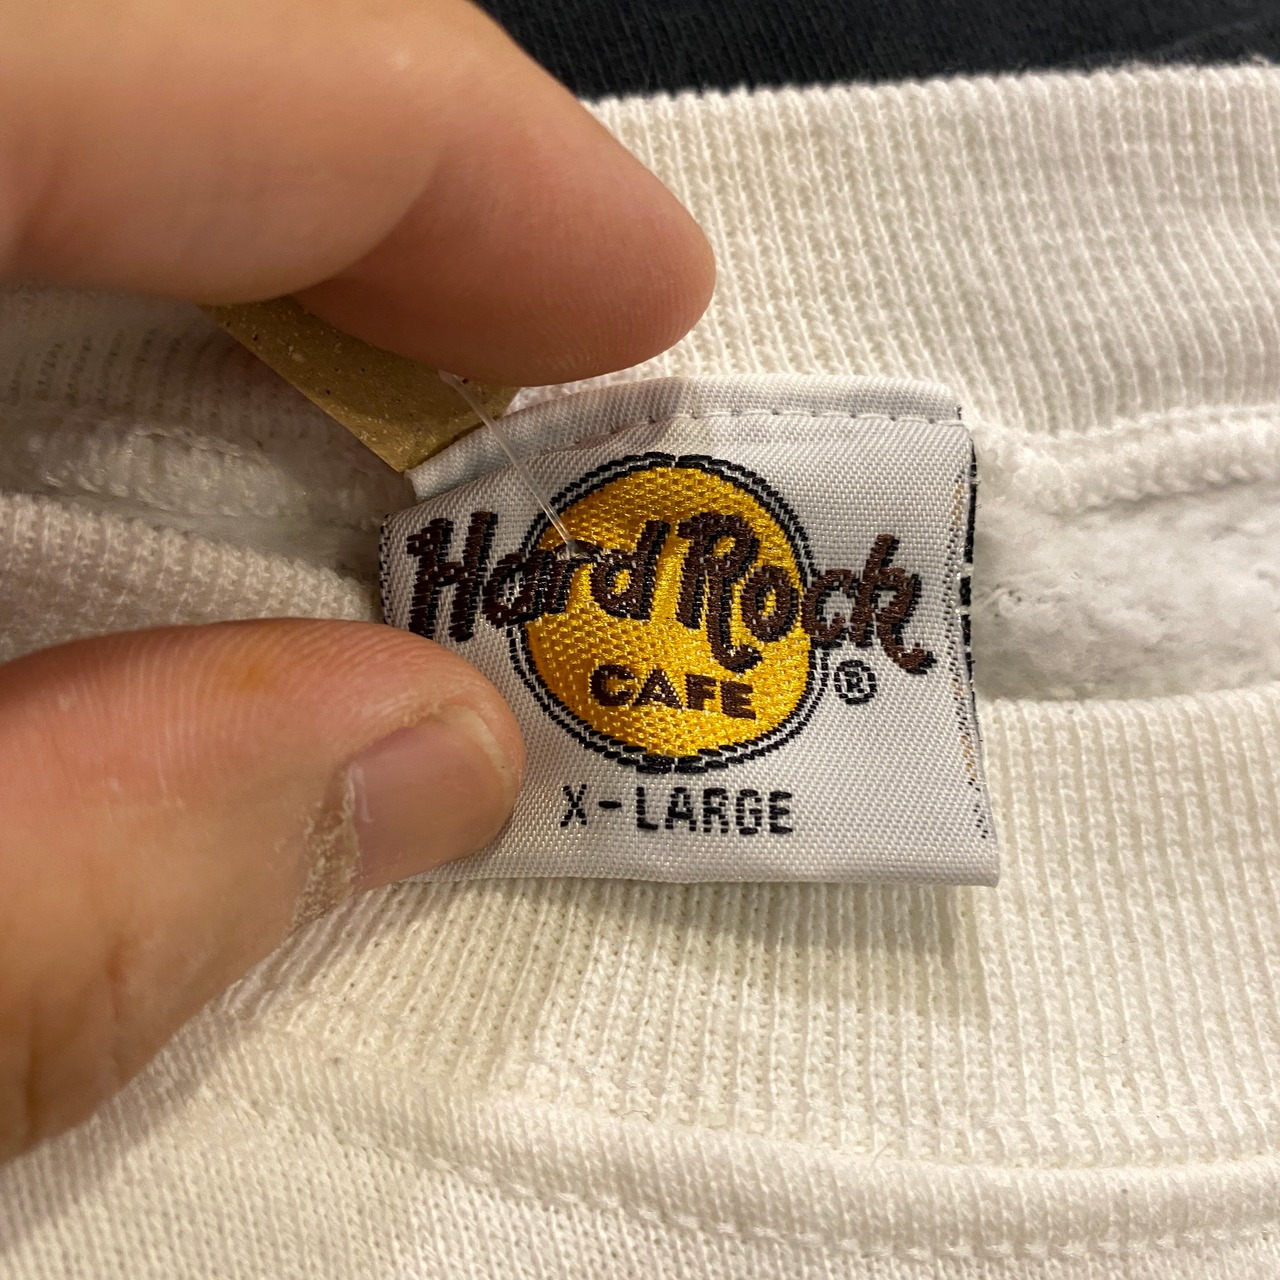 Hard Rock
CAFE
®
X-LARGE